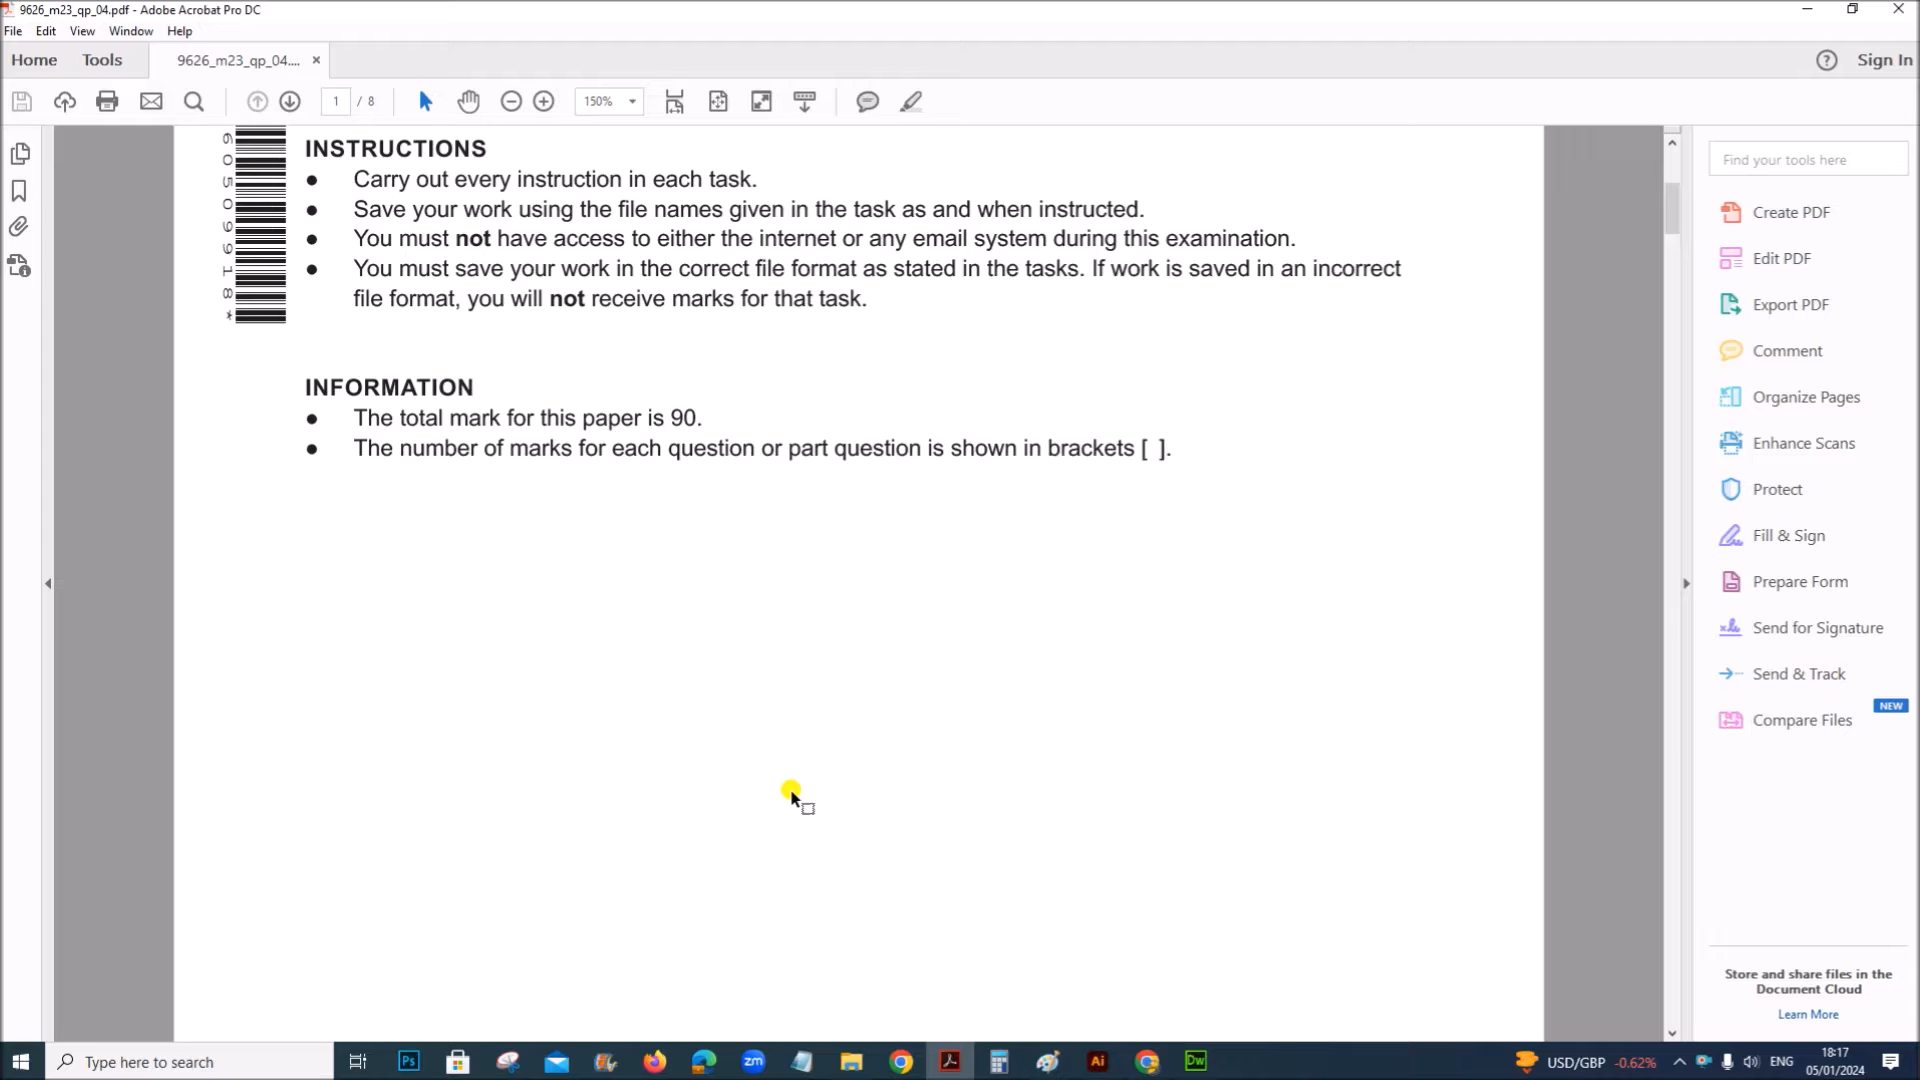 9626_m23_qp_04.pdf - Adobe Acrobat Pro DC
File Edit View Window Help
Home Tools 9626_m23_qp_04.... × Sign In
1 / 8 150%
Find your tools here
INSTRUCTIONS
● Carry out every instruction in each task.
● Save your work using the file names given in the task as and when instructed.
● You must not have access to either the internet or any email system during this examination.
● You must save your work in the correct file format as stated in the tasks. If work is saved in an incorrect
file format, you will not receive marks for that task.
INFORMATION
● The total mark for this paper is 90.
● The number of marks for each question or part question is shown in brackets [ ].
60509918*
Create PDF
Edit PDF
Export PDF
Comment
Organize Pages
Enhance Scans
Protect
Fill & Sign
Prepare Form
Send for Signature
Send & Track
NEW
Compare Files
Store and share files in the
Document Cloud
Learn More
Type here to search
Ps
zm
Ai
Dw
USD/GBP -0.62%
ENG
18:17
05/01/2024